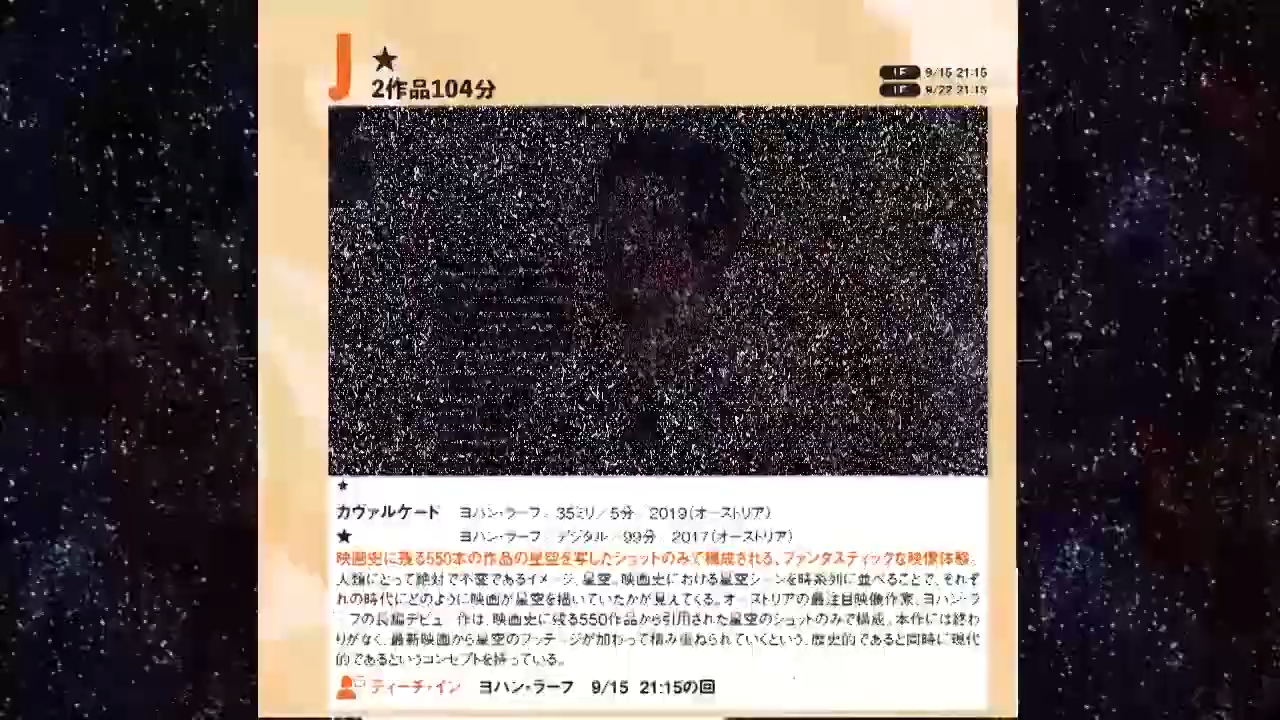 J
★
2作品104分
9/15 21:15
9/22 21:15
★
カヴァルケード ヨハン・ラーフ 35ミリ/5分 2019(オーストリア)
★ ヨハン・ラーフ デジタル/99分 2017(オーストリア)
映画史に残る550本の作品の星空を写したショットのみで構成される、ファンタスティックな映像体験。
人類にとって絶対で不変であるイメージ、星空。映画史における星空シーンを時系列に並べることで、それぞ
れの時代にどのように映画が星空を描いていたかが見えてくる。オーストリアの最注目映像作家、ヨハン・ラ
ーフの長編デビュー作は、映画史に残る550作品から引用された星空のショットのみで構成。本作には終わ
りがなく、最新映画から星空のフッテージが加わって積み重ねられていくという、歴史的であると同時に現代
的であるというコンセプトを持っている。
ティーチ・イン ヨハン・ラーフ 9/15 21:15の回